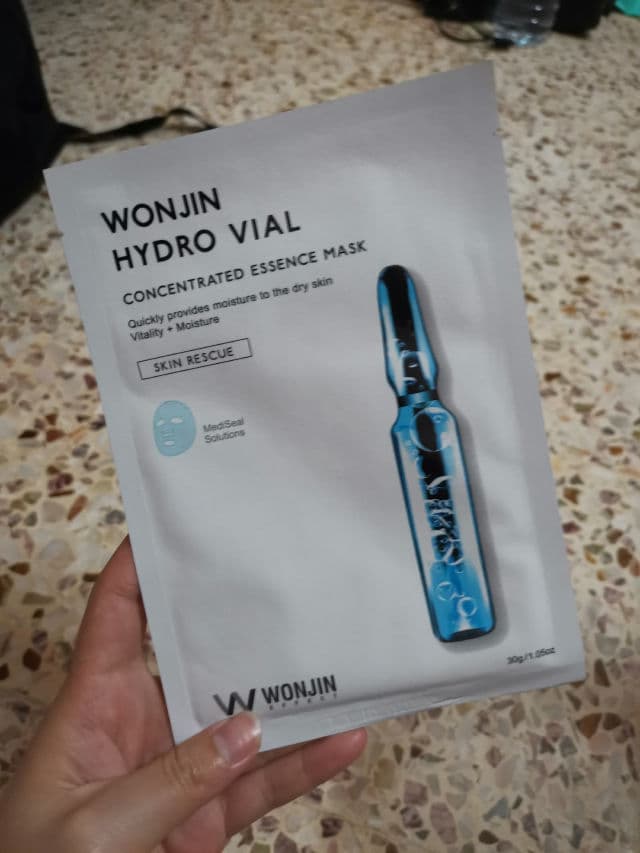 WONJIN
HYDRO VIAL
CONCENTRATED ESSENCE MASK
Quickly provides moisture to the dry skin
Vitality + Moisture
SKIN RESCUE
MediSeal
Solutions
30g/1.05oz
WONJIN
EFFECT